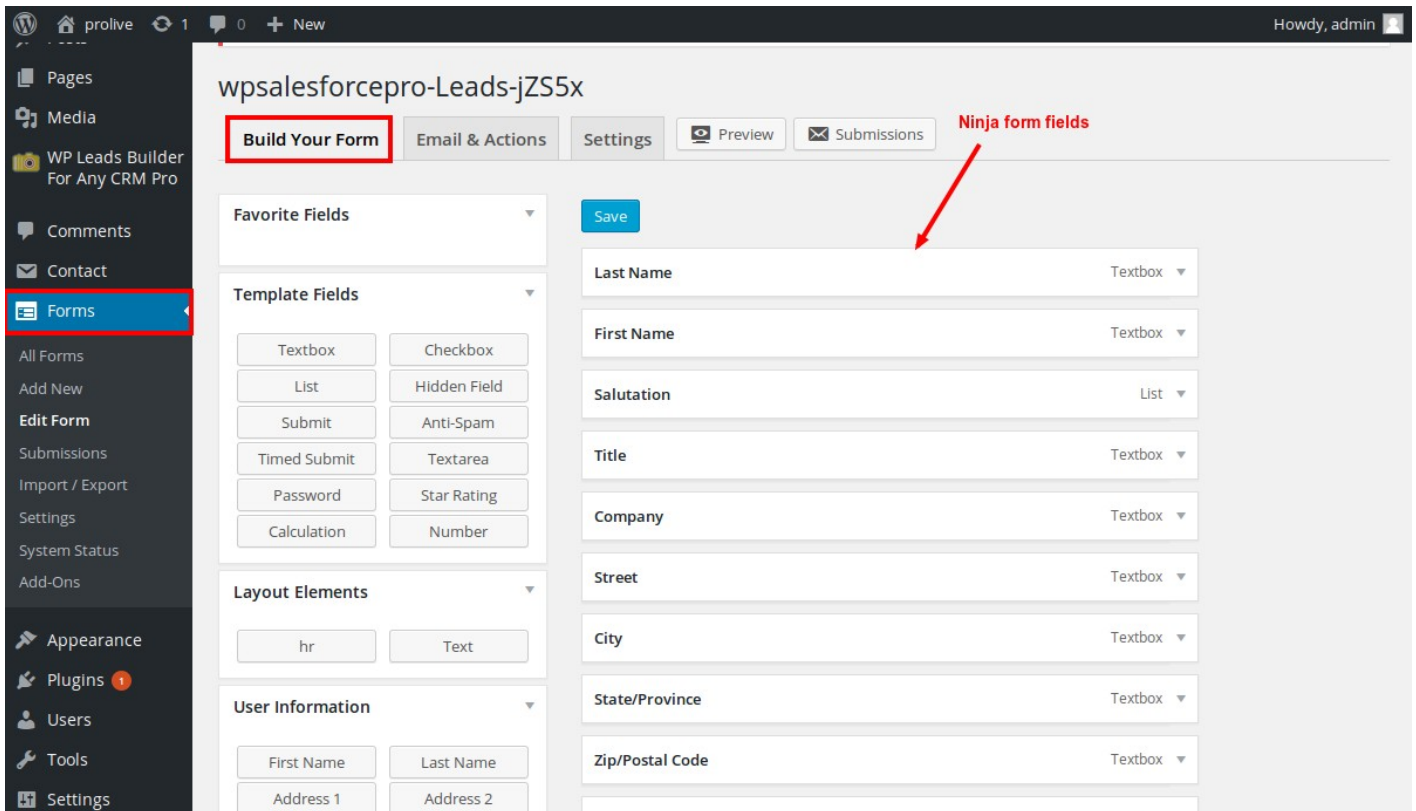 prolive 1 0 + New
Howdy, admin
Pages
Media
WP Leads Builder
For Any CRM Pro
Comments
Contact
Forms
All Forms
Add New
Edit Form
Submissions
Import / Export
Settings
System Status
Add-Ons
Appearance
Plugins 1
Users
Tools
Settings
wpsalesforcepro-Leads-jZS5x
Build Your Form
Email & Actions
Settings
Preview
Submissions
Ninja form fields
Favorite Fields
Template Fields
Textbox Checkbox
List Hidden Field
Submit Anti-Spam
Timed Submit Textarea
Password Star Rating
Calculation Number
Layout Elements
hr Text
User Information
First Name Last Name
Address 1 Address 2
Save
Last Name Textbox
First Name Textbox
Salutation List
Title Textbox
Company Textbox
Street Textbox
City Textbox
State/Province Textbox
Zip/Postal Code Textbox